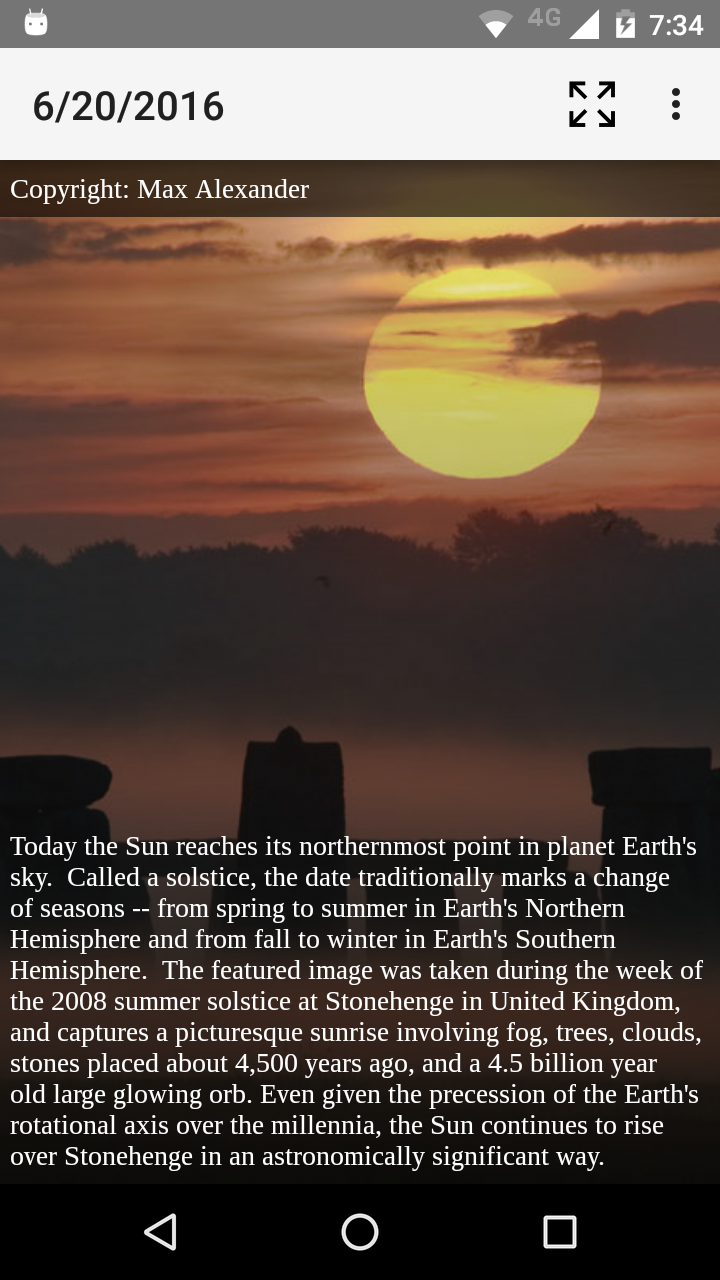 4G 7:34
6/20/2016
Copyright: Max Alexander
Today the Sun reaches its northernmost point in planet Earth's
sky.  Called a solstice, the date traditionally marks a change
of seasons -- from spring to summer in Earth's Northern
Hemisphere and from fall to winter in Earth's Southern
Hemisphere.  The featured image was taken during the week of
the 2008 summer solstice at Stonehenge in United Kingdom,
and captures a picturesque sunrise involving fog, trees, clouds,
stones placed about 4,500 years ago, and a 4.5 billion year
old large glowing orb. Even given the precession of the Earth's
rotational axis over the millennia, the Sun continues to rise
over Stonehenge in an astronomically significant way.